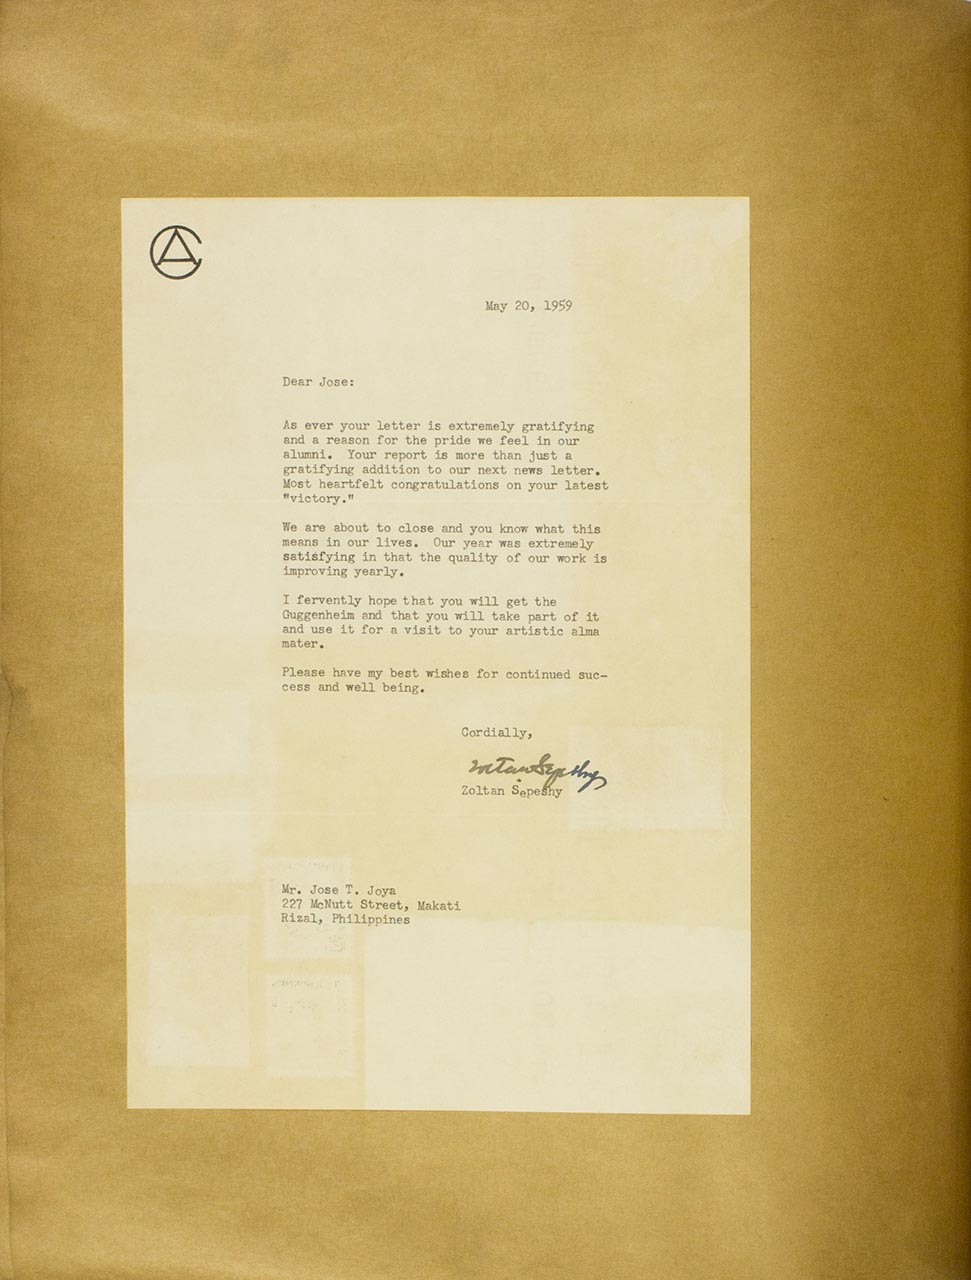 CA
May 20, 1959
Dear Jose:
As ever your letter is extremely gratifying
and a reason for the pride we feel in our
alumni.  Your report is more than just a
gratifying addition to our next news letter.
Most heartfelt congratulations on your latest
"victory."
We are about to close and you know what this
means in our lives.  Our year was extremely
satisfying in that the quality of our work is
improving yearly.
I fervently hope that you will get the
Guggenheim and that you will take part of it
and use it for a visit to your artistic alma
mater.
Please have my best wishes for continued suc-
cess and well being.
Cordially,
Zoltan Sepeshy
Zoltan Sepeshy
Mr. Jose T. Joya
227 McNutt Street, Makati
Rizal, Philippines